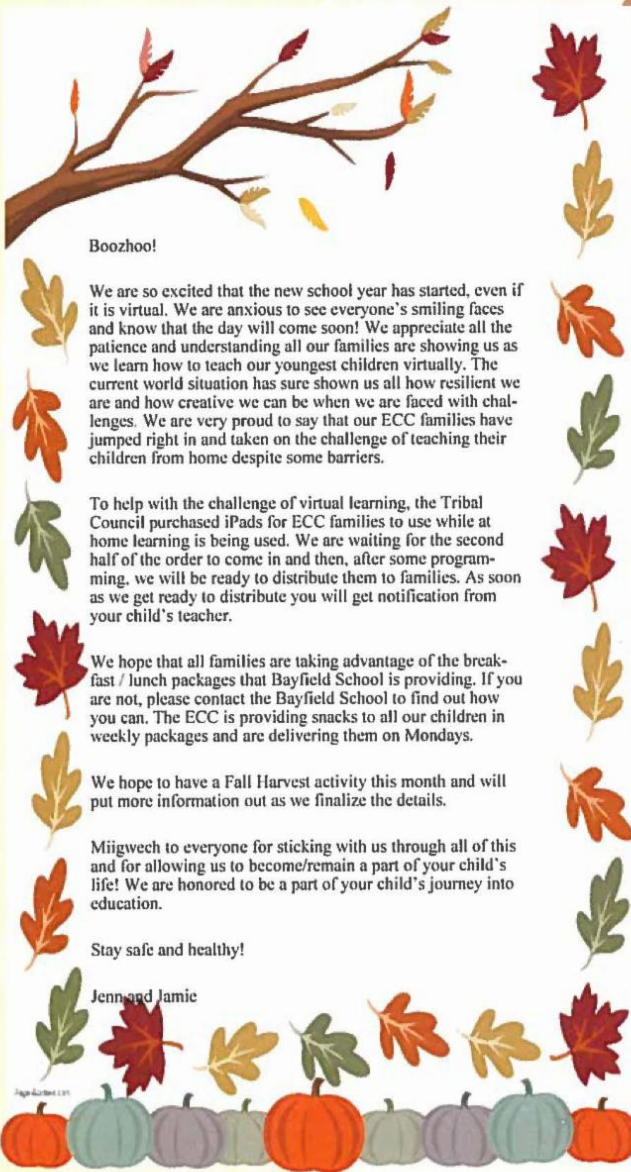 Boozhoo!
We are so excited that the new school year has started, even if
it is virtual. We are anxious to see everyone's smiling faces
and know that the day will come soon! We appreciate all the
patience and understanding all our families are showing us as
we learn how to teach our youngest children virtually. The
current world situation has sure shown us all how resilient we
are and how creative we can be when we are faced with chal-
lenges. We are very proud to say that our ECC families have
jumped right in and taken on the challenge of teaching their
children from home despite some barriers.
To help with the challenge of virtual learning, the Tribal
Council purchased iPads for ECC families to use while at
home learning is being used. We are waiting for the second
half of the order to come in and then, after some program-
ming, we will be ready to distribute them to families. As soon
as we get ready to distribute you will get notification from
your child's teacher.
We hope that all families are taking advantage of the break-
fast / lunch packages that Bayfield School is providing. If you
are not, please contact the Bayfield School to find out how
you can. The ECC is providing snacks to all our children in
weekly packages and are delivering them on Mondays.
We hope to have a Fall Harvest activity this month and will
put more information out as we finalize the details.
Miigwech to everyone for sticking with us through all of this
and for allowing us to become/remain a part of your child's
life! We are honored to be a part of your child's journey into
education.
Stay safe and healthy!
Jenn and Jamie